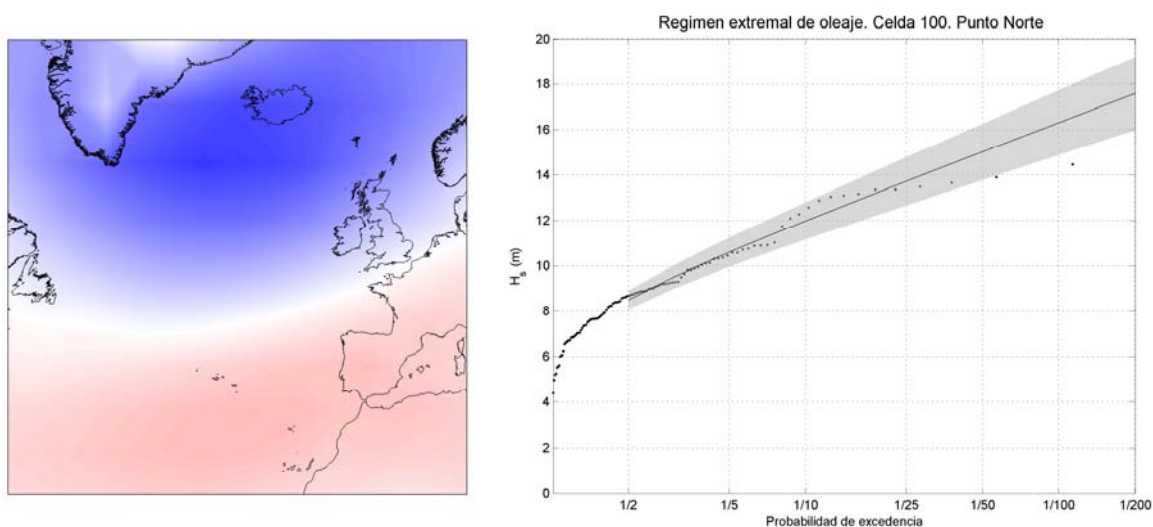 Regimen extremal de oleaje. Celda 100. Punto Norte
20
18
16
14
12
10
8
6
4
2
0
H_s (m)
1/2 1/5 1/10 1/25 1/50 1/100 1/200
Probabilidad de excedencia